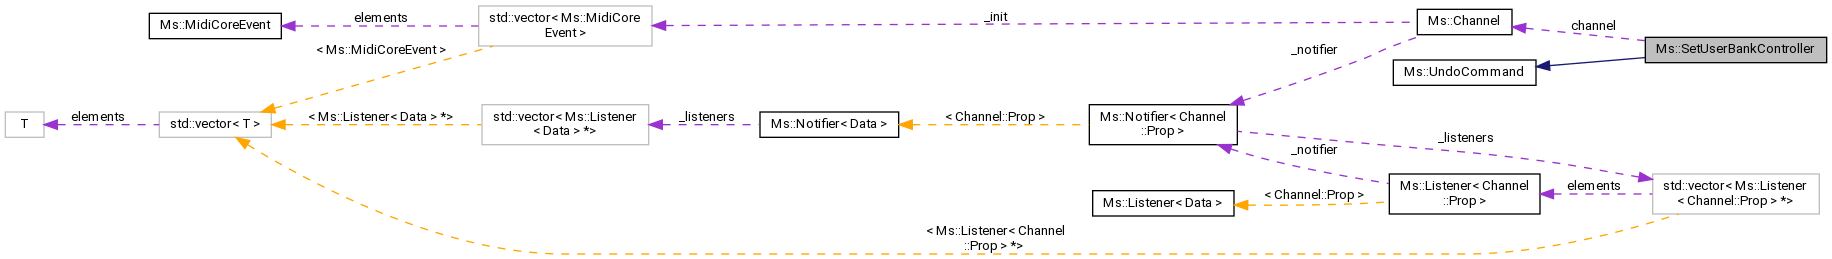 Ms::MidiCoreEvent
elements
std::vector< Ms::MidiCore
Event >
_init
Ms::Channel
channel
Ms::SetUserBankController
< Ms::MidiCoreEvent >
_notifier
Ms::UndoCommand
T
elements
std::vector< T >
< Ms::Listener< Data > *>
std::vector< Ms::Listener
< Data > *>
_listeners
Ms::Notifier< Data >
< Channel::Prop >
Ms::Notifier< Channel
::Prop >
_listeners
_notifier
Ms::Listener< Data >
< Channel::Prop >
Ms::Listener< Channel
::Prop >
elements
std::vector< Ms::Listener
< Channel::Prop > *>
< Ms::Listener< Channel
::Prop > *>